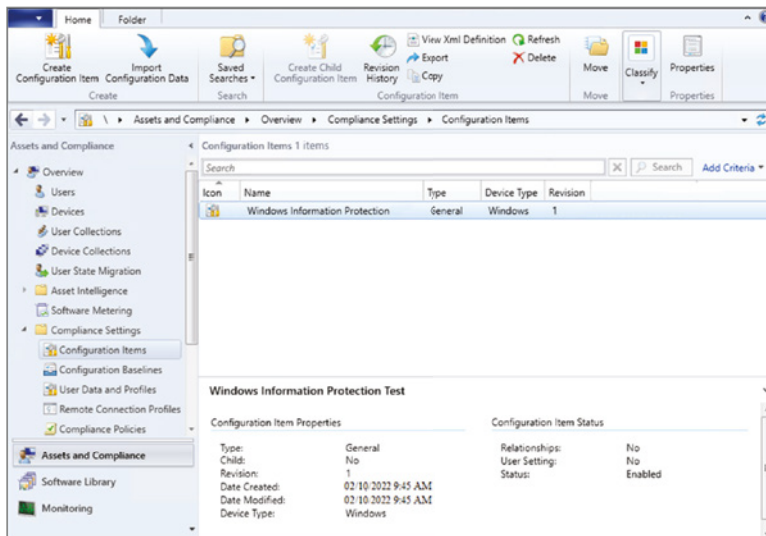 Home Folder
Create Configuration Item
Import Configuration Data
Create
Saved Searches
Search
Create Child Configuration Item
Revision History
View Xml Definition
Export
Copy
Refresh
Delete
Configuration Item
Move
Move
Classify
Properties
Properties
\ Assets and Compliance Overview Compliance Settings Configuration Items
Assets and Compliance
Overview
Users
Devices
User Collections
Device Collections
User State Migration
Asset Intelligence
Software Metering
Compliance Settings
Configuration Items
Configuration Baselines
User Data and Profiles
Remote Connection Profiles
Compliance Policies
Assets and Compliance
Software Library
Monitoring
Configuration Items 1 items
Search Search Add Criteria
Icon Name Type Device Type Revision
Windows Information Protection General Windows 1
Windows Information Protection Test
Configuration Item Properties
Type: General
Child: No
Revision: 1
Date Created: 02/10/2022 9:45 AM
Date Modified: 02/10/2022 9:45 AM
Device Type: Windows
Configuration Item Status
Relationships: No
User Setting: No
Status: Enabled